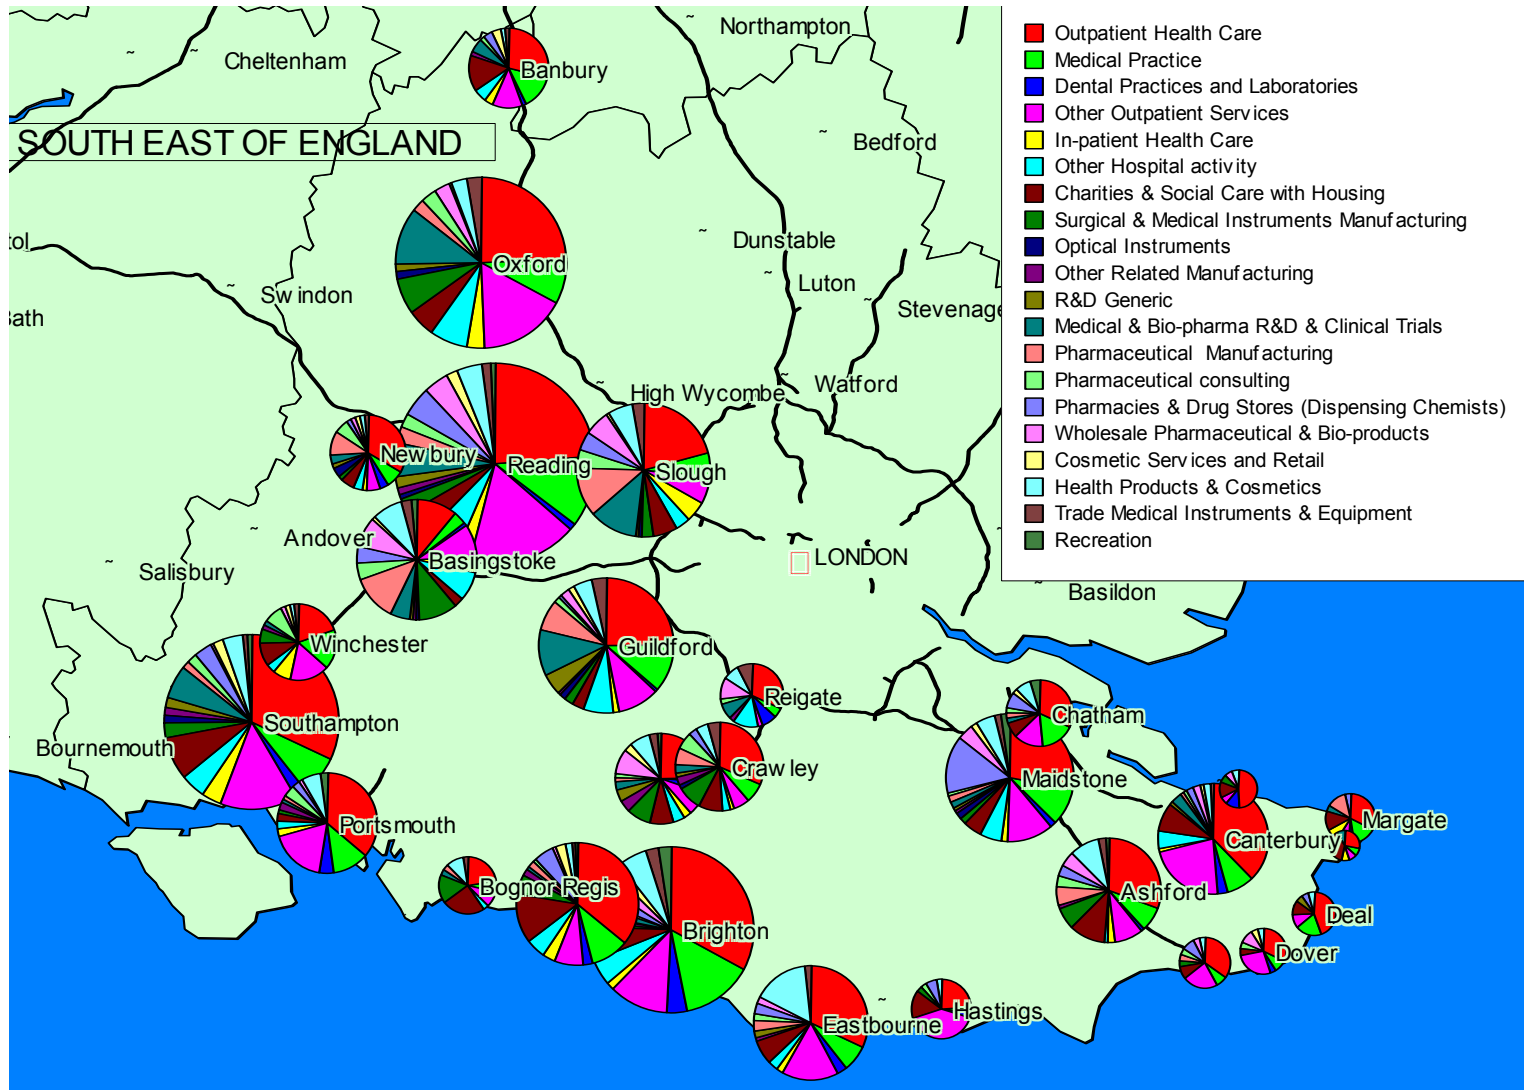 Northampton
Cheltenham
Banbury
SOUTH EAST OF ENGLAND
Bedford
tol
Oxford
Dunstable
Luton
Swindon
Stevenage
Bath
High Wycombe
Watford
Newbury
Reading
Slough
Andover
Basingstoke
LONDON
Salisbury
Basildon
Winchester
Guildford
Reigate
Southampton
Chatham
Bournemouth
Crawley
Maidstone
Portsmouth
Margate
Canterbury
Bognor Regis
Ashford
Brighton
Deal
Dover
Eastbourne
Hastings
Outpatient Health Care
Medical Practice
Dental Practices and Laboratories
Other Outpatient Services
In-patient Health Care
Other Hospital activity
Charities & Social Care with Housing
Surgical & Medical Instruments Manufacturing
Optical Instruments
Other Related Manufacturing
R&D Generic
Medical & Bio-pharma R&D & Clinical Trials
Pharmaceutical Manufacturing
Pharmaceutical consulting
Pharmacies & Drug Stores (Dispensing Chemists)
Wholesale Pharmaceutical & Bio-products
Cosmetic Services and Retail
Health Products & Cosmetics
Trade Medical Instruments & Equipment
Recreation